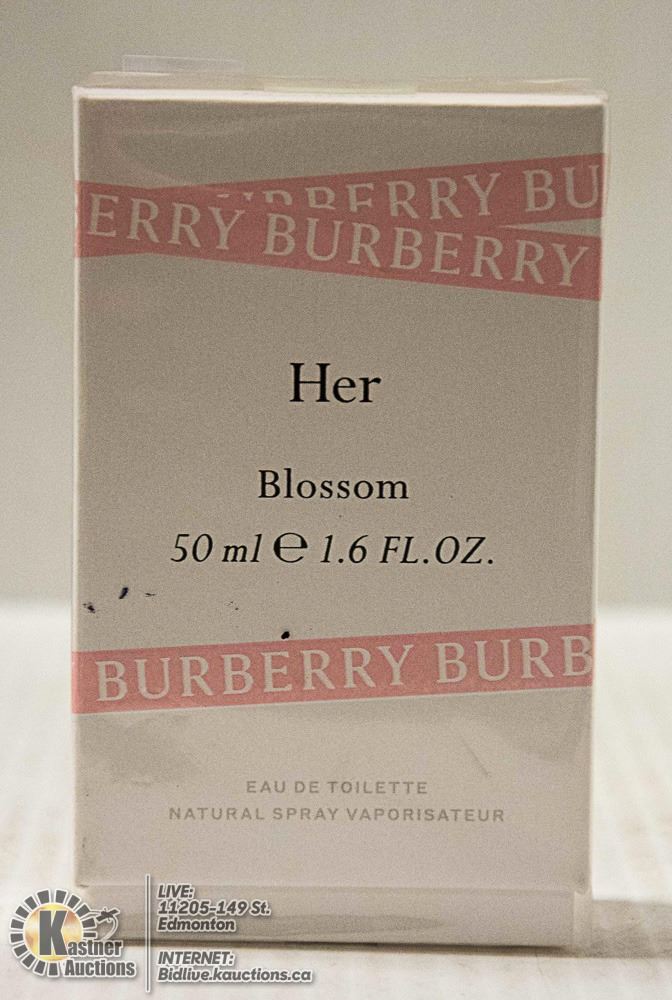 BERRY BU
ERRY BURBERRY
Her
Blossom
50 ml ℮ 1.6 FL.OZ.
BURBERRY BURB
EAU DE TOILETTE
NATURAL SPRAY VAPORISATEUR
Kastner
Auctions
LIVE:
11205-149 St.
Edmonton
INTERNET:
Bidlive.kauctions.ca